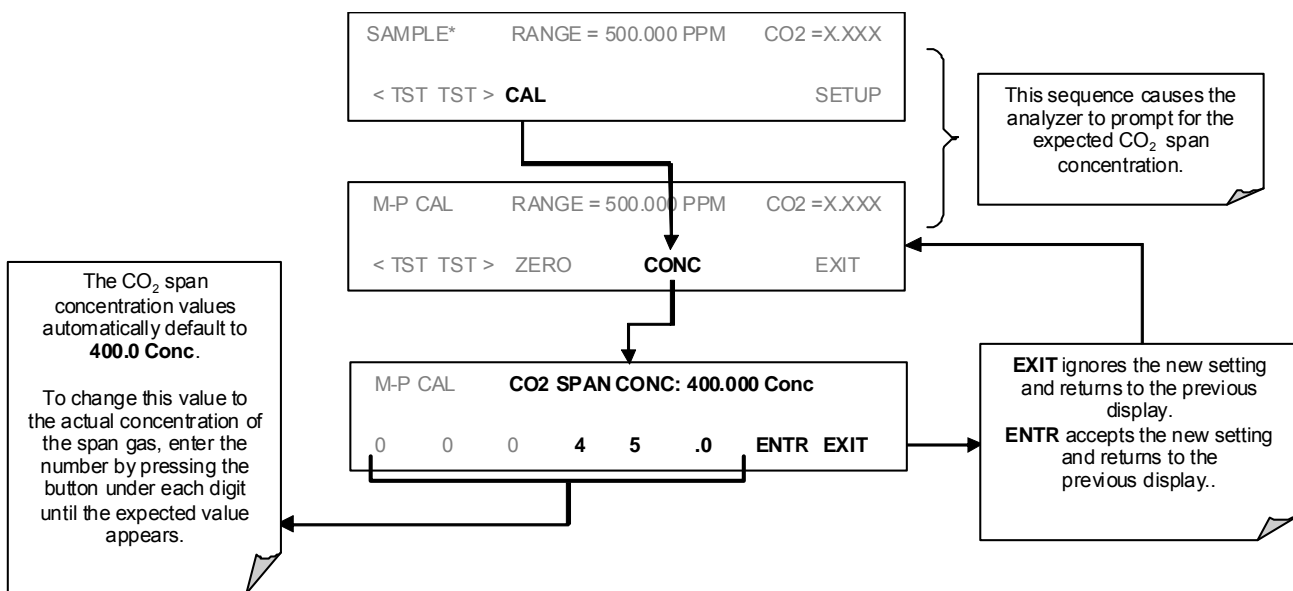 SAMPLE* RANGE = 500.000 PPM CO2 =X.XXX
< TST TST > CAL SETUP
This sequence causes the
analyzer to prompt for the
expected CO₂ span
concentration.
M-P CAL RANGE = 500.000 PPM CO2 =X.XXX
< TST TST > ZERO CONC EXIT
The CO₂ span
concentration values
automatically default to
400.0 Conc.
To change this value to
the actual concentration of
the span gas, enter the
number by pressing the
button under each digit
until the expected value
appears.
M-P CAL CO2 SPAN CONC: 400.000 Conc
0 0 0 4 5 .0 ENTR EXIT
EXIT ignores the new setting
and returns to the previous
display.
ENTR accepts the new setting
and returns to the
previous display..